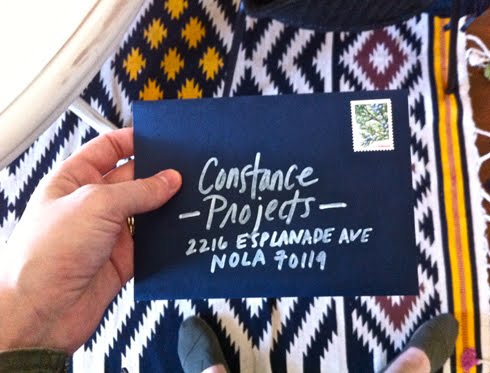 Constance
- Projects -
2216 ESPLANADE AVE
NOLA 70119